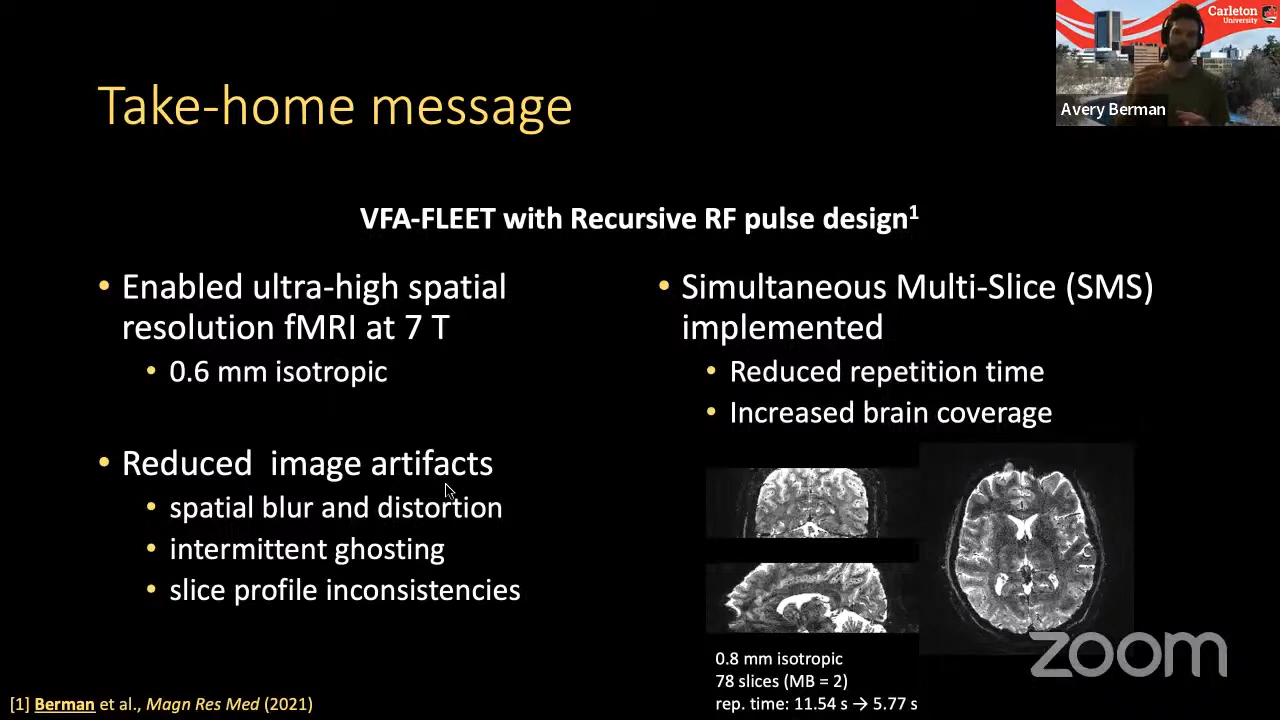 Carleton
University
Avery Berman
Take-home message
VFA-FLEET with Recursive RF pulse design¹
• Enabled ultra-high spatial
resolution fMRI at 7 T
• 0.6 mm isotropic
• Reduced  image artifacts
• spatial blur and distortion
• intermittent ghosting
• slice profile inconsistencies
• Simultaneous Multi-Slice (SMS)
implemented
• Reduced repetition time
• Increased brain coverage
0.8 mm isotropic
78 slices (MB = 2)
rep. time: 11.54 s → 5.77 s
zoom
[1] Berman et al., Magn Res Med (2021)